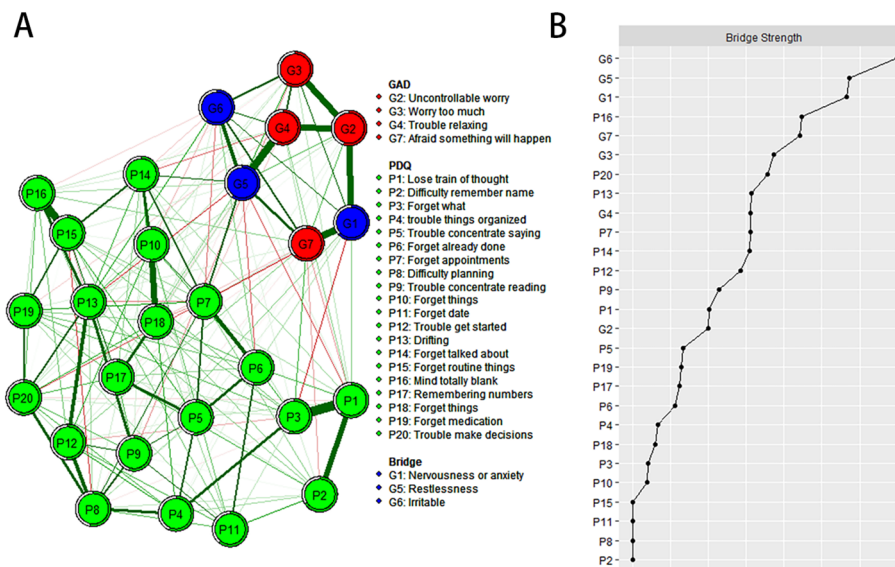 A
B
G3
G6
G4
G2
G5
G1
G7
P14
P16
P15
P10
P13
P7
P19
P18
P17
P6
P20
P5
P3
P1
P12
P9
P2
P8
P4
P11
GAD
G2: Uncontrollable worry
G3: Worry too much
G4: Trouble relaxing
G7: Afraid something will happen
PDQ
P1: Lose train of thought
P2: Difficulty remember name
P3: Forget what
P4: trouble things organized
P5: Trouble concentrate saying
P6: Forget already done
P7: Forget appointments
P8: Difficulty planning
P9: Trouble concentrate reading
P10: Forget things
P11: Forget date
P12: Trouble get started
P13: Drifting
P14: Forget talked about
P15: Forget routine things
P16: Mind totally blank
P17: Remembering numbers
P18: Forget things
P19: Forget medication
P20: Trouble make decisions
Bridge
G1: Nervousness or anxiety
G5: Restlessness
G6: Irritable
Bridge Strength
G6
G5
G1
P16
G7
G3
P20
P13
G4
P7
P14
P12
P9
P1
G2
P5
P19
P17
P6
P4
P18
P3
P10
P15
P11
P8
P2